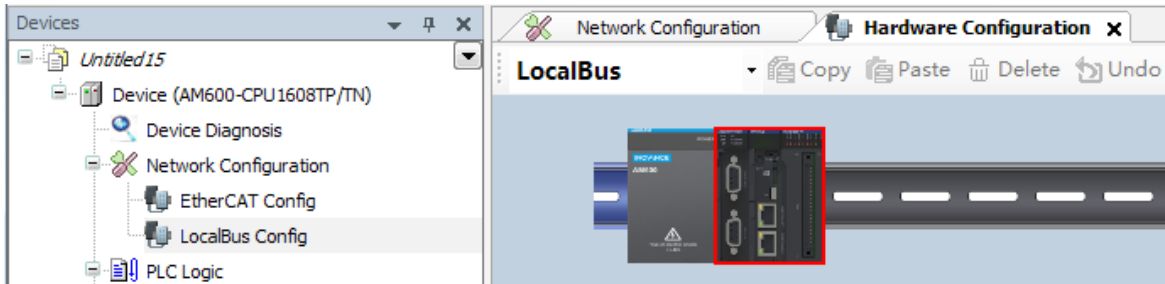 Devices
Untitled15
Device (AM600-CPU1608TP/TN)
Device Diagnosis
Network Configuration
EtherCAT Config
LocalBus Config
PLC Logic
Network Configuration
Hardware Configuration
LocalBus
Copy Paste Delete Undo
INOVANCE